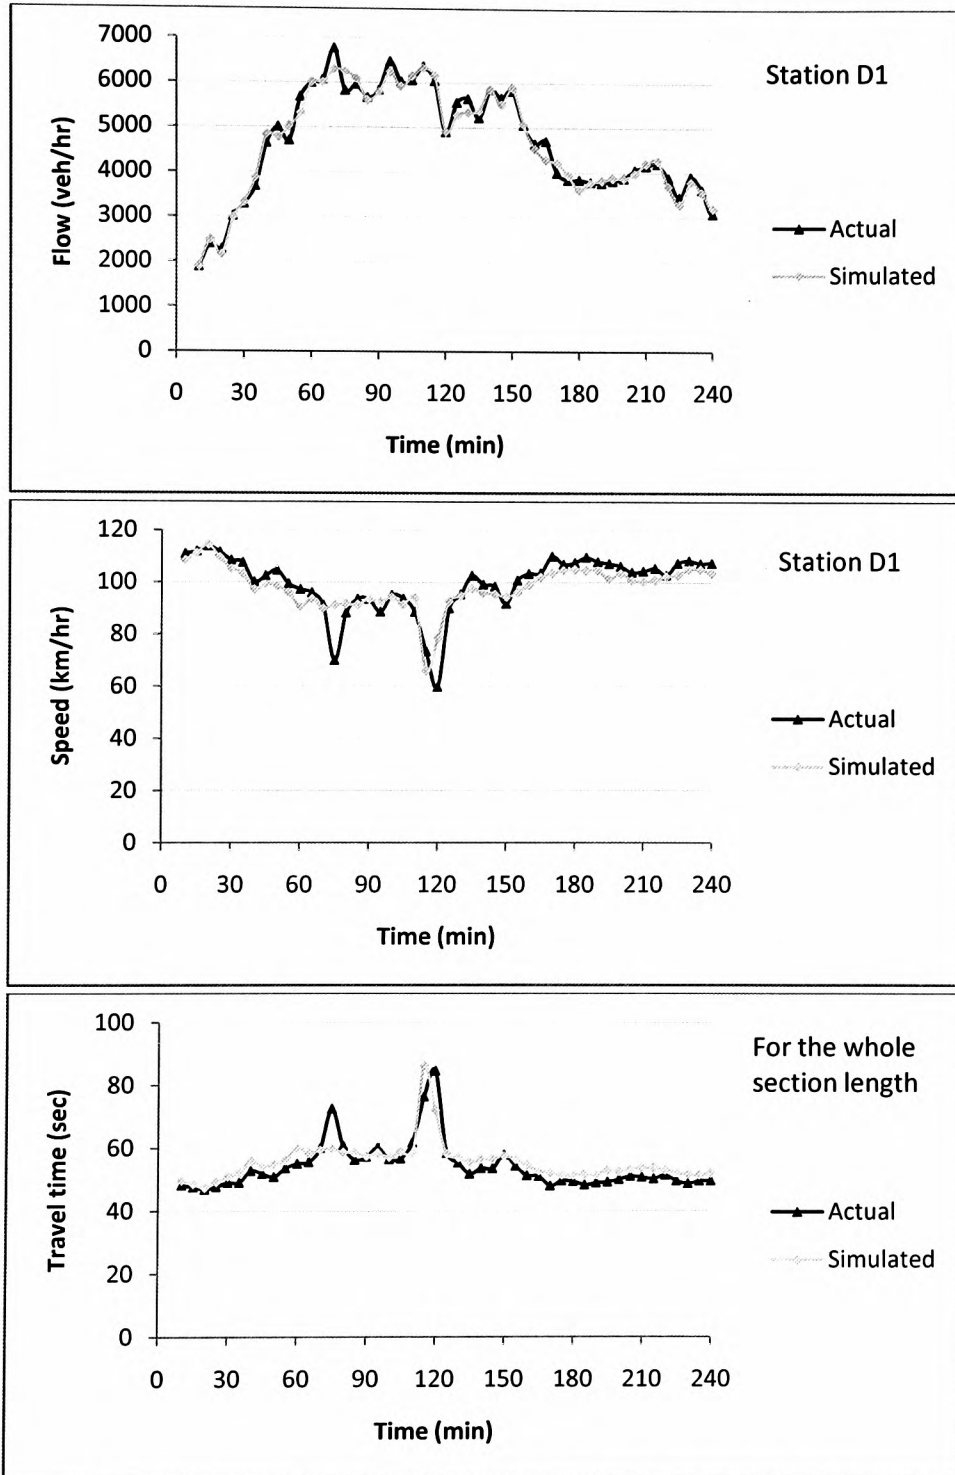 7000
6000
5000
4000
3000
2000
1000
0
Flow (veh/hr)
0 30 60 90 120 150 180 210 240
Time (min)
Station D1
Actual
Simulated
120
100
80
60
40
20
0
Speed (km/hr)
0 30 60 90 120 150 180 210 240
Time (min)
Station D1
Actual
Simulated
100
80
60
40
20
0
Travel time (sec)
0 30 60 90 120 150 180 210 240
Time (min)
For the whole
section length
Actual
Simulated